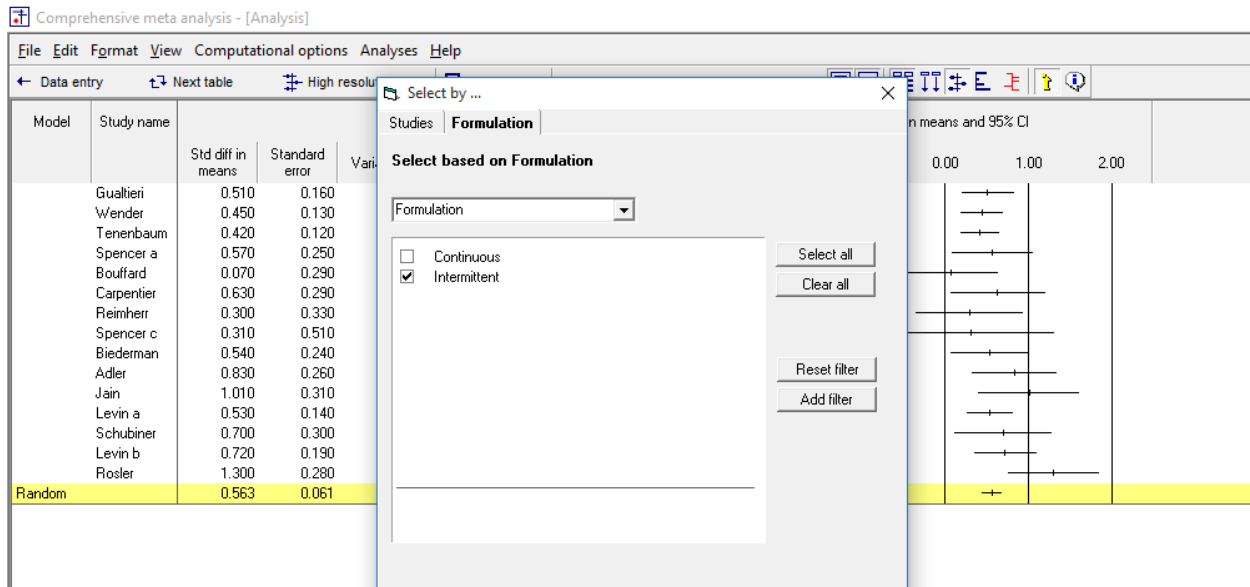 Comprehensive meta analysis - [Analysis]
File Edit Format View Computational options Analyses Help
Data entry Next table High resolu
Select by ...
Studies Formulation
Select based on Formulation
Formulation
Continuous
Intermittent
Select all
Clear all
Reset filter
Add filter
Model Study name n means and 95% CI
Std diff in means Standard error Vari 0.00 1.00 2.00
Gualtieri 0.510 0.160
Wender 0.450 0.130
Tenenbaum 0.420 0.120
Spencer a 0.570 0.250
Bouffard 0.070 0.290
Carpentier 0.630 0.290
Reimherr 0.300 0.330
Spencer c 0.310 0.510
Biederman 0.540 0.240
Adler 0.830 0.260
Jain 1.010 0.310
Levin a 0.530 0.140
Schubiner 0.700 0.300
Levin b 0.720 0.190
Rosler 1.300 0.280
Random 0.563 0.061